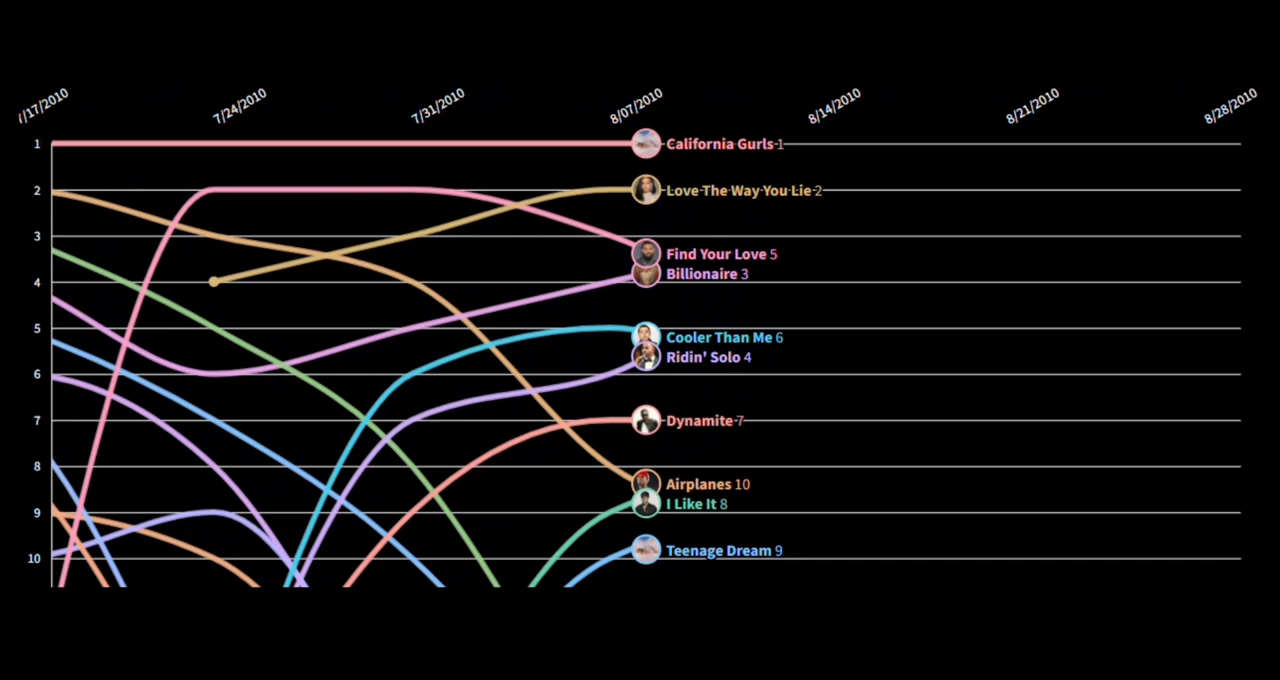 /17/2010
7/24/2010
7/31/2010
8/07/2010
8/14/2010
8/21/2010
8/28/2010
1
California Gurls 1
2
Love The Way You Lie 2
3
Find Your Love 5
Billionaire 3
4
5
Cooler Than Me 6
Ridin' Solo 4
6
7
Dynamite 7
8
Airplanes 10
I Like It 8
9
Teenage Dream 9
10